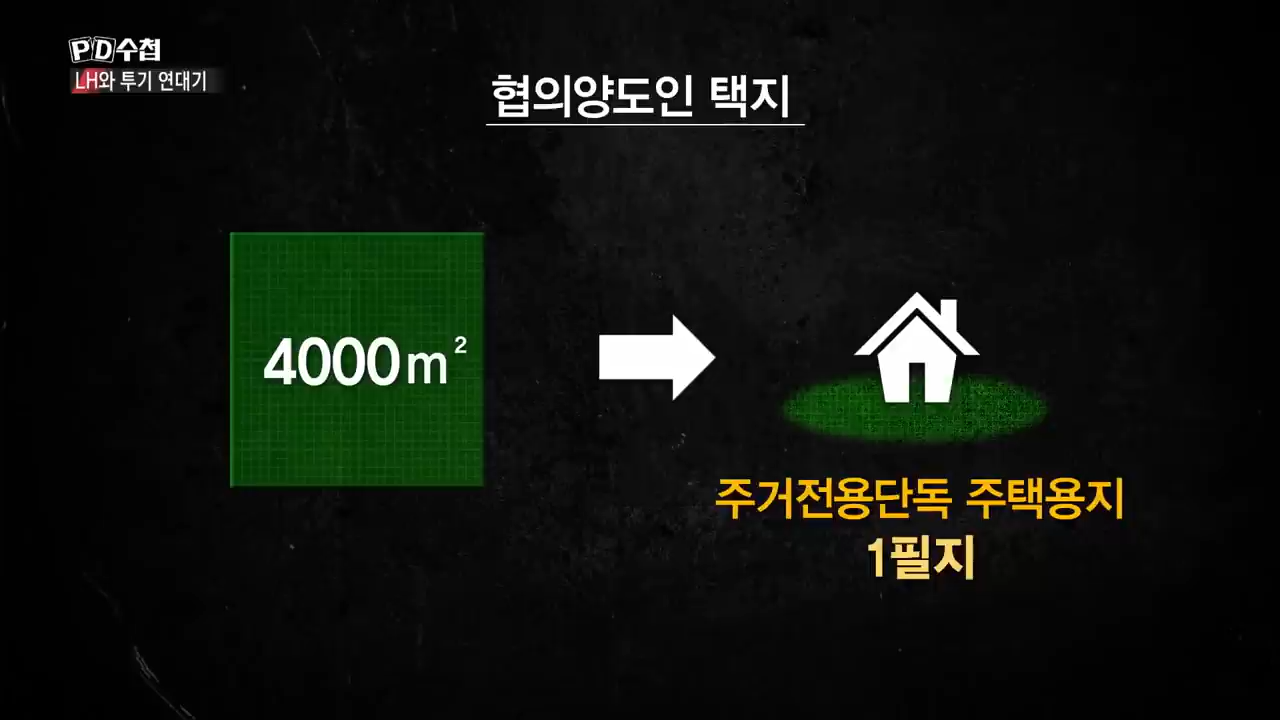 PD수첩
LH와 투기 연대기
협의양도인 택지
4000m²
주거전용단독 주택용지
1필지